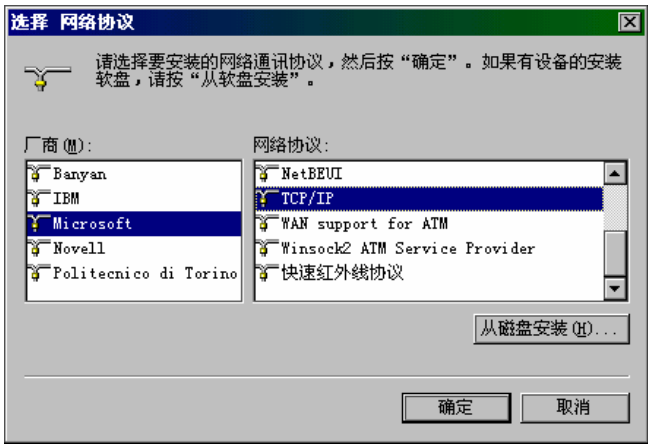 选择 网络协议
请选择要安装的网络通讯协议，然后按“确定”。如果有设备的安装
软盘，请按“从软盘安装”。
厂商(M):
网络协议:
Banyan
IBM
Microsoft
Novell
Politecnico di Torino
NetBEUI
TCP/IP
WAN support for ATM
Winsock2 ATM Service Provider
快速红外线协议
从磁盘安装(H)...
确定
取消